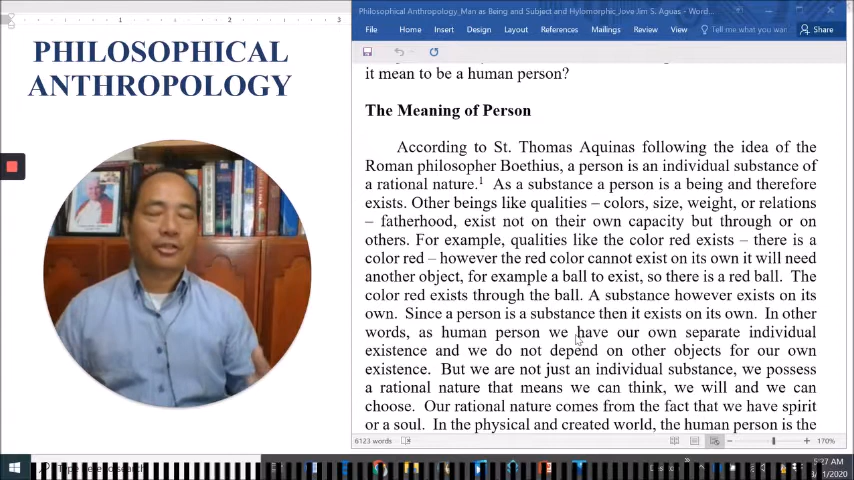 Philosophical Anthropology_Man as Being and Subject and Hylomorphic_Jove Jim S. Aguas - Word...
PHILOSOPHICAL
ANTHROPOLOGY
File Home Insert Design Layout References Mailings Review View Tell me what you want Share
it mean to be a human person?
The Meaning of Person
According to St. Thomas Aquinas following the idea of the
Roman philosopher Boethius, a person is an individual substance of
a rational nature.1 As a substance a person is a being and therefore
exists. Other beings like qualities – colors, size, weight, or relations
– fatherhood, exist not on their own capacity but through or on
others. For example, qualities like the color red exists – there is a
color red – however the red color cannot exist on its own it will need
another object, for example a ball to exist, so there is a red ball. The
color red exists through the ball. A substance however exists on its
own. Since a person is a substance then it exists on its own. In other
words, as human person we have our own separate individual
existence and we do not depend on other objects for our own
existence. But we are not just an individual substance, we possess
a rational nature that means we can think, we will and we can
choose. Our rational nature comes from the fact that we have spirit
or a soul. In the physical and created world, the human person is the
6123 words
170%
Type here to search
5:27 AM